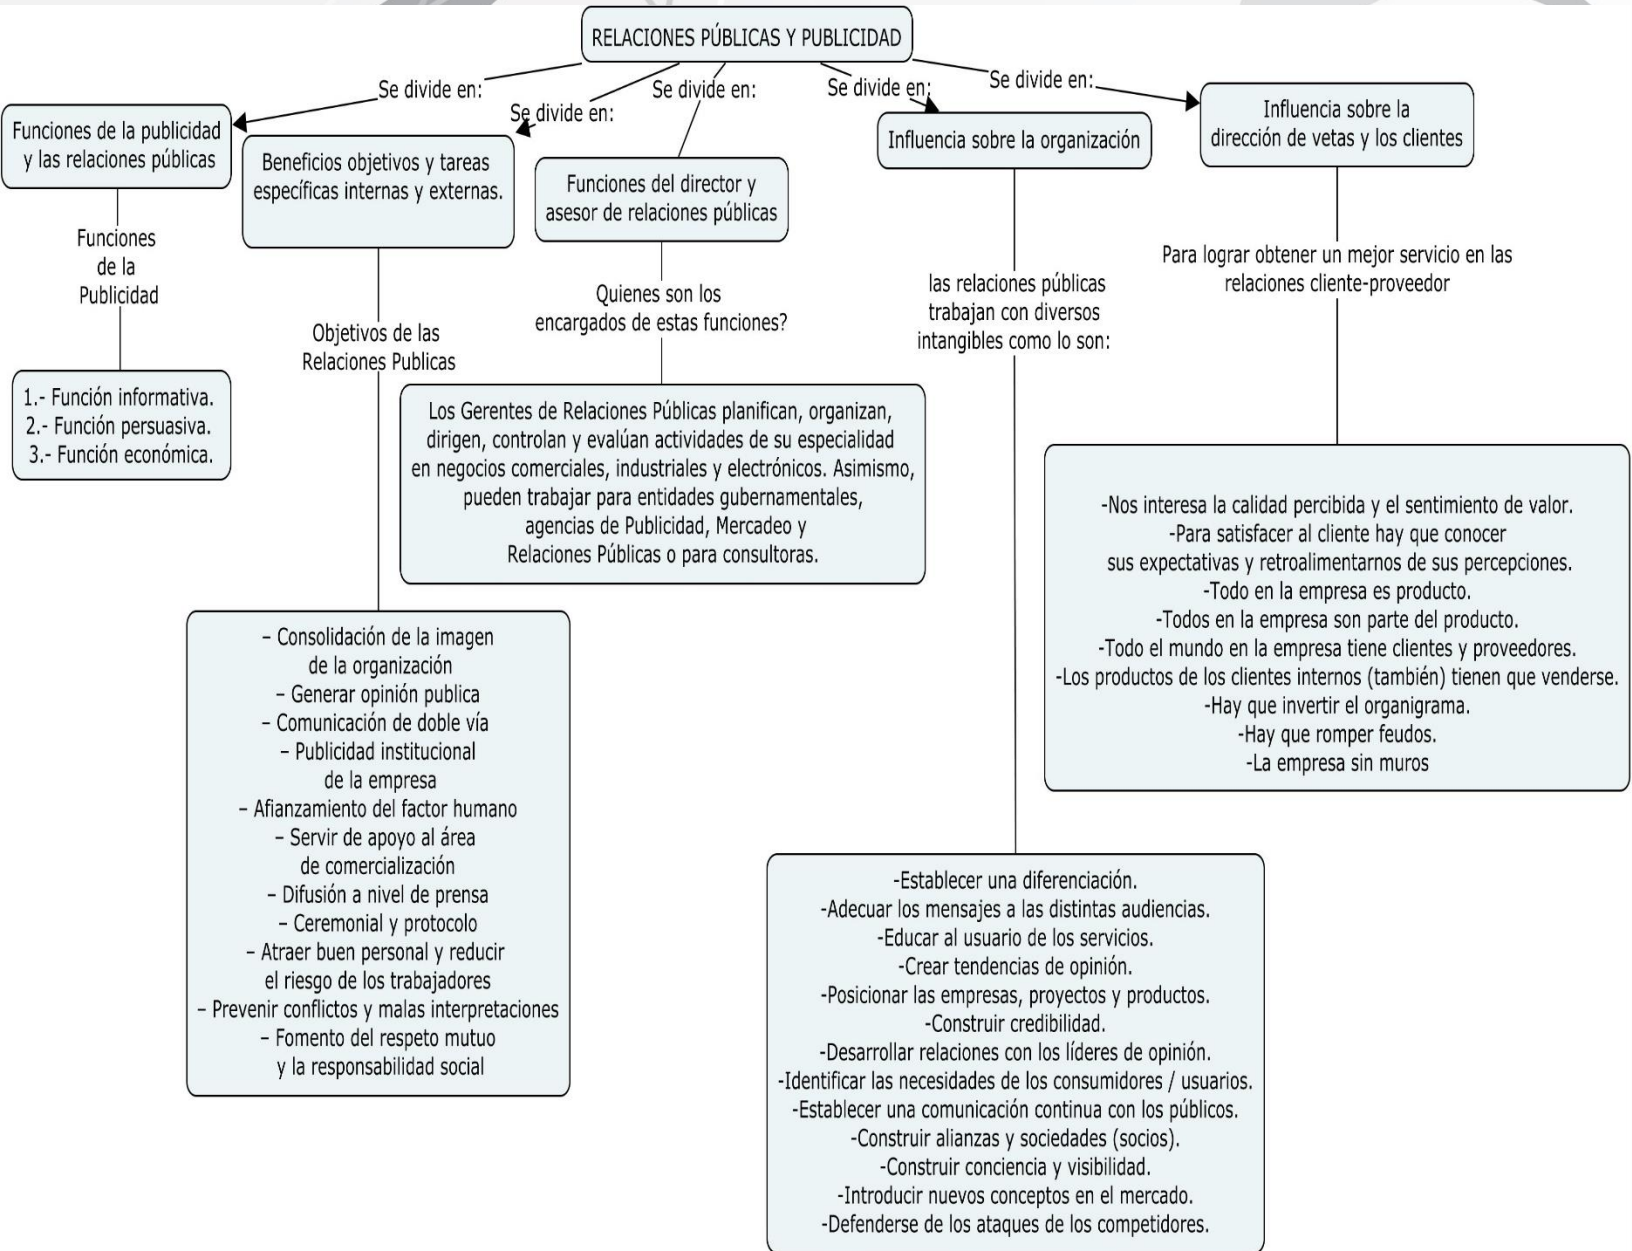 RELACIONES PÚBLICAS Y PUBLICIDAD
Se divide en:
Se divide en:
Se divide en:
Se divide en:
Se divide en:
Funciones de la publicidad
y las relaciones públicas
Funciones
de la
Publicidad
1.- Función informativa.
2.- Función persuasiva.
3.- Función económica.
Beneficios objetivos y tareas
específicas internas y externas.
Objetivos de las
Relaciones Publicas
– Consolidación de la imagen
de la organización
– Generar opinión publica
– Comunicación de doble vía
– Publicidad institucional
de la empresa
– Afianzamiento del factor humano
– Servir de apoyo al área
de comercialización
– Difusión a nivel de prensa
– Ceremonial y protocolo
– Atraer buen personal y reducir
el riesgo de los trabajadores
– Prevenir conflictos y malas interpretaciones
– Fomento del respeto mutuo
y la responsabilidad social
Funciones del director y
asesor de relaciones públicas
Quienes son los
encargados de estas funciones?
Los Gerentes de Relaciones Públicas planifican, organizan,
dirigen, controlan y evalúan actividades de su especialidad
en negocios comerciales, industriales y electrónicos. Asimismo,
pueden trabajar para entidades gubernamentales,
agencias de Publicidad, Mercadeo y
Relaciones Públicas o para consultoras.
Influencia sobre la organización
las relaciones públicas
trabajan con diversos
intangibles como lo son:
-Establecer una diferenciación.
-Adecuar los mensajes a las distintas audiencias.
-Educar al usuario de los servicios.
-Crear tendencias de opinión.
-Posicionar las empresas, proyectos y productos.
-Construir credibilidad.
-Desarrollar relaciones con los líderes de opinión.
-Identificar las necesidades de los consumidores / usuarios.
-Establecer una comunicación continua con los públicos.
-Construir alianzas y sociedades (socios).
-Construir conciencia y visibilidad.
-Introducir nuevos conceptos en el mercado.
-Defenderse de los ataques de los competidores.
Influencia sobre la
dirección de vetas y los clientes
Para lograr obtener un mejor servicio en las
relaciones cliente-proveedor
-Nos interesa la calidad percibida y el sentimiento de valor.
-Para satisfacer al cliente hay que conocer
sus expectativas y retroalimentarnos de sus percepciones.
-Todo en la empresa es producto.
-Todos en la empresa son parte del producto.
-Todo el mundo en la empresa tiene clientes y proveedores.
-Los productos de los clientes internos (también) tienen que venderse.
-Hay que invertir el organigrama.
-Hay que romper feudos.
-La empresa sin muros